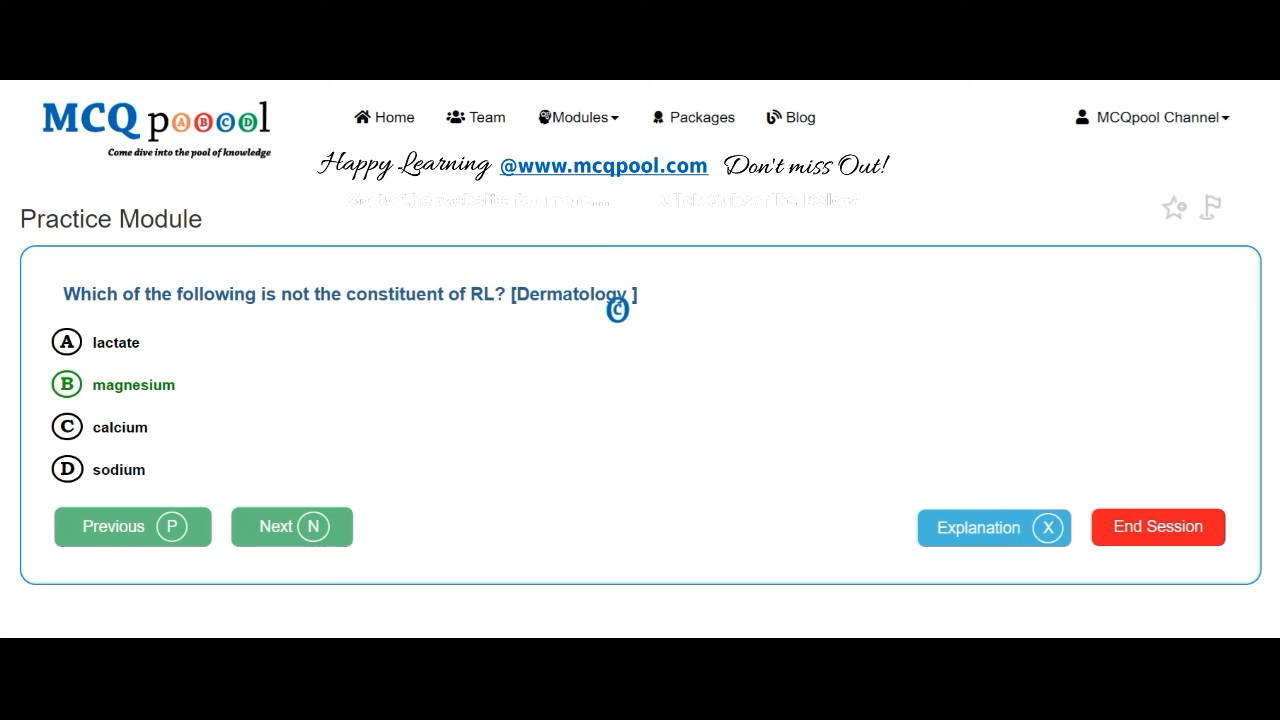 MCQ pABCDl
Come dive into the pool of knowledge
Home Team Modules Packages Blog MCQpool Channel
Happy Learning @www.mcqpool.com Don't miss Out!
Practice Module
Which of the following is not the constituent of RL? [Dermatology ]
C
A lactate
B magnesium
C calcium
D sodium
Previous P Next N Explanation X End Session